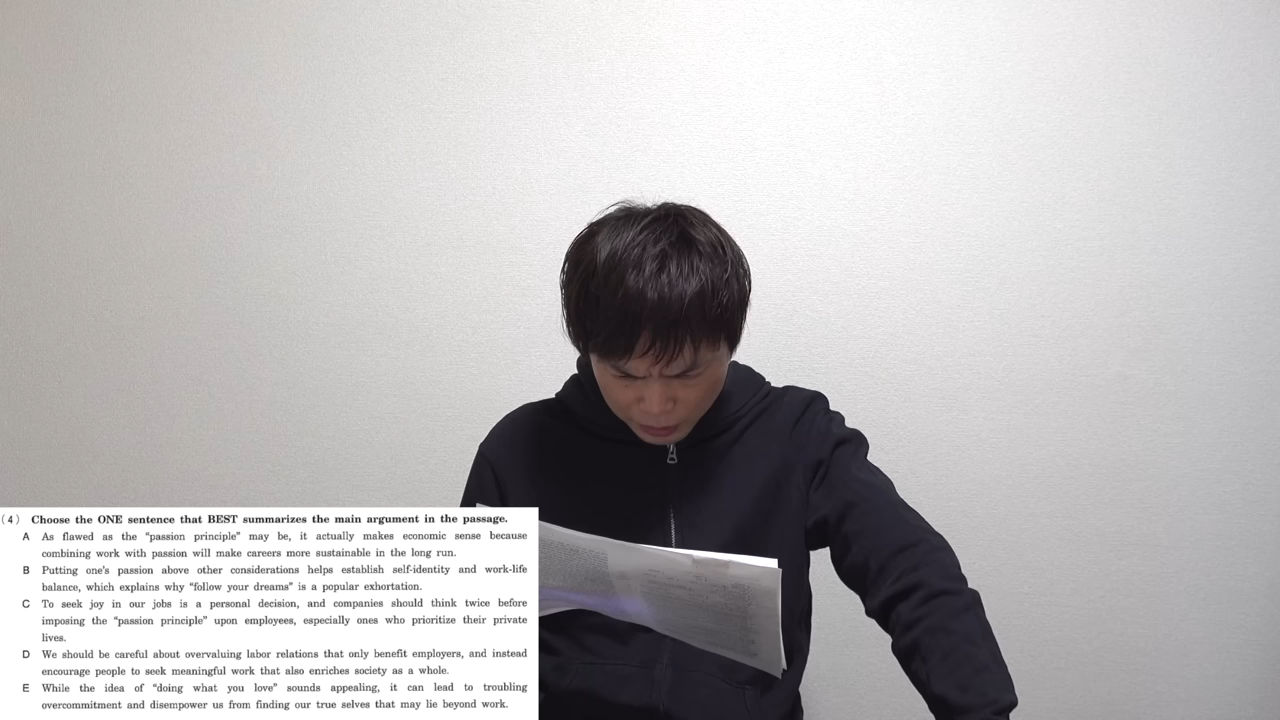 (4) Choose the ONE sentence that BEST summarizes the main argument in the passage.
A As flawed as the "passion principle" may be, it actually makes economic sense because
combining work with passion will make careers more sustainable in the long run.
B Putting one's passion above other considerations helps establish self-identity and work-life
balance, which explains why "follow your dreams" is a popular exhortation.
C To seek joy in our jobs is a personal decision, and companies should think twice before
imposing the "passion principle" upon employees, especially ones who prioritize their private
lives.
D We should be careful about overvaluing labor relations that only benefit employers, and instead
encourage people to seek meaningful work that also enriches society as a whole.
E While the idea of "doing what you love" sounds appealing, it can lead to troubling
overcommitment and disempower us from finding our true selves that may lie beyond work.